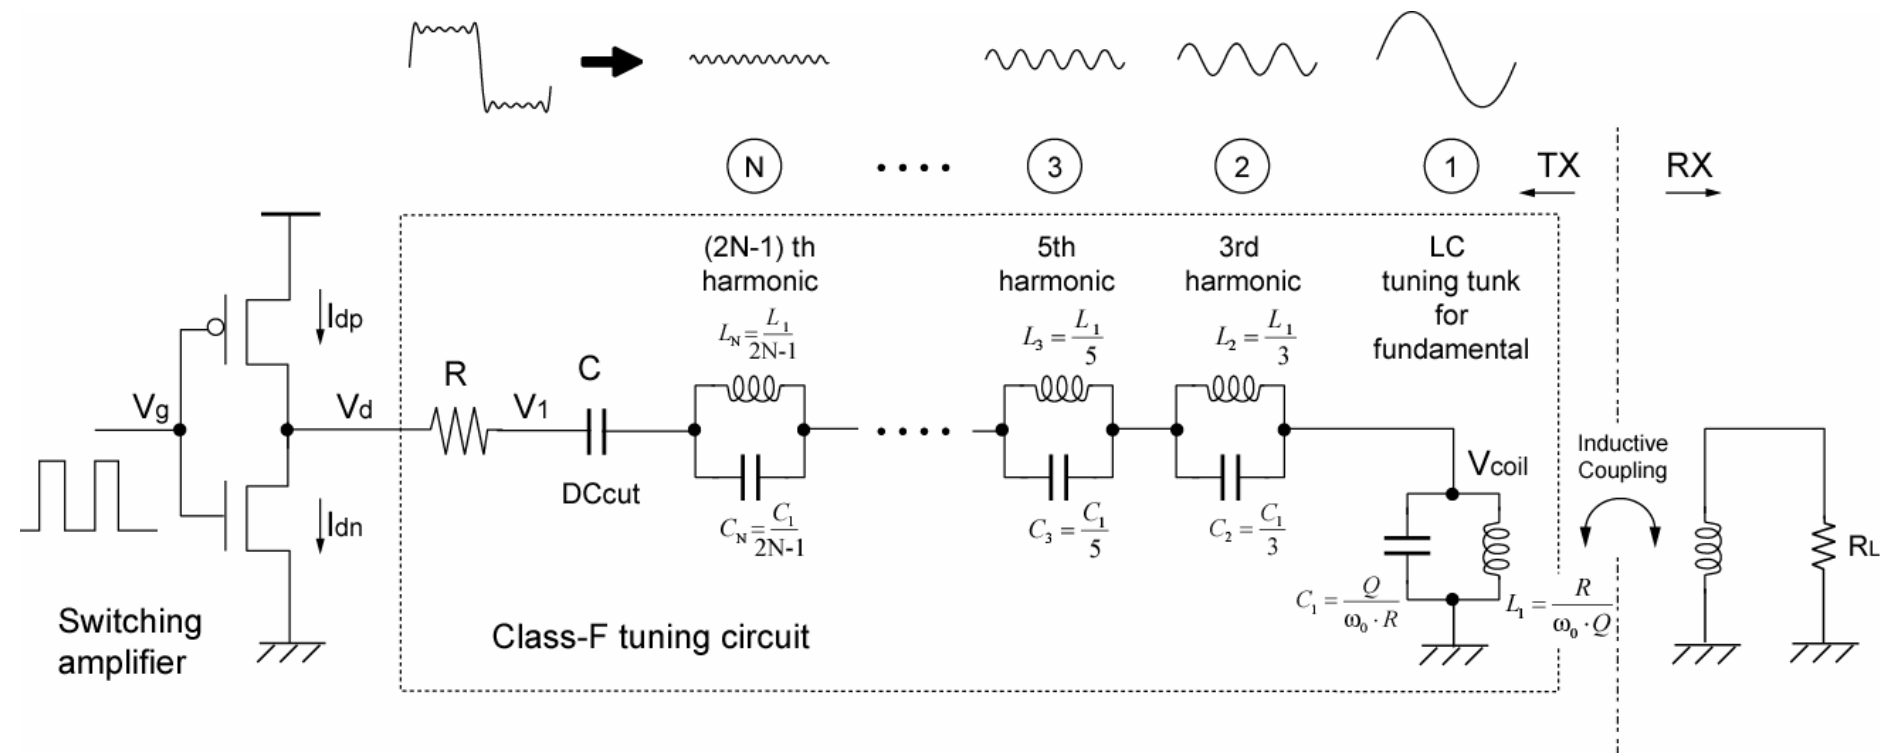 N
3
2
1
TX
RX
(2N-1) th
harmonic
5th
harmonic
3rd
harmonic
LC
tuning tunk
for
fundamental
L_N = L_1 / 2N-1
L_3 = L_1 / 5
L_2 = L_1 / 3
Idp
R
C
Vg
Vd
V1
DCcut
Vcoil
Inductive
Coupling
Idn
C_N = C_1 / 2N-1
C_3 = C_1 / 5
C_2 = C_1 / 3
RL
C_1 = Q / ω_0 · R
L_1 = R / ω_0 · Q
Switching
amplifier
Class-F tuning circuit